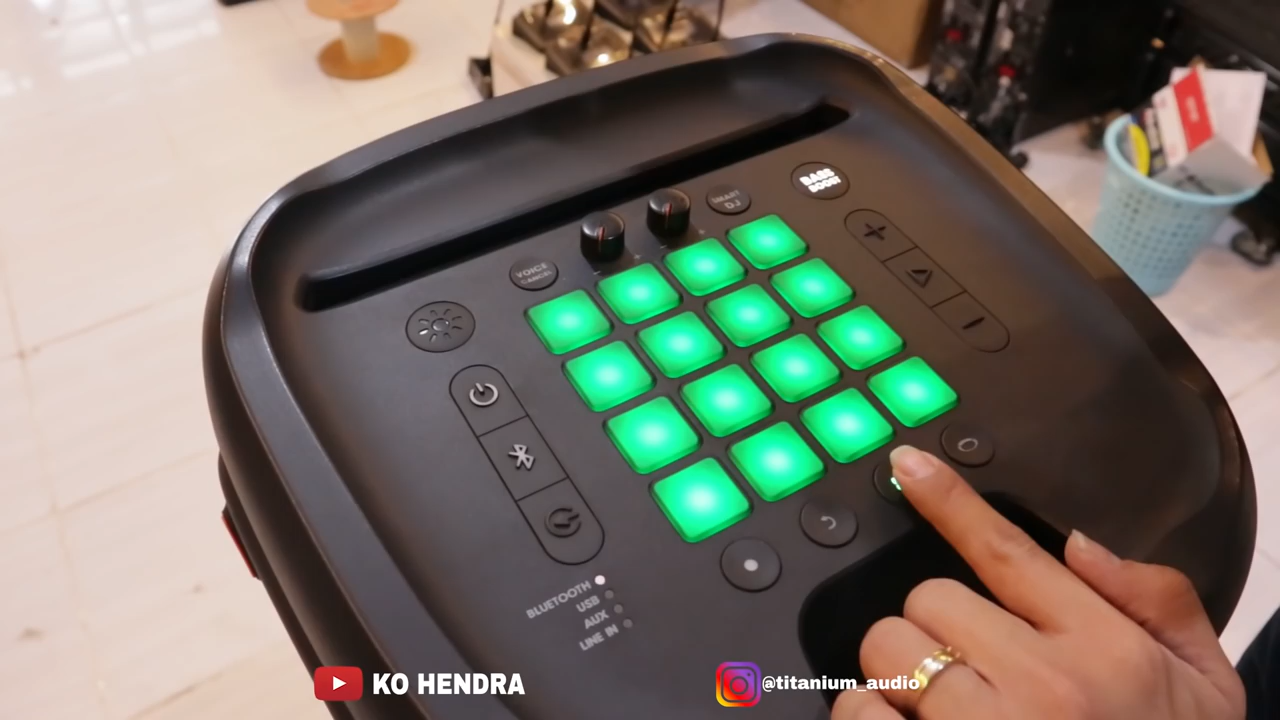 BASS
BOOST
SMART
DJ
VOICE
CANCEL
BLUETOOTH
USB
AUX
LINE IN
KO HENDRA
@titanium_audio